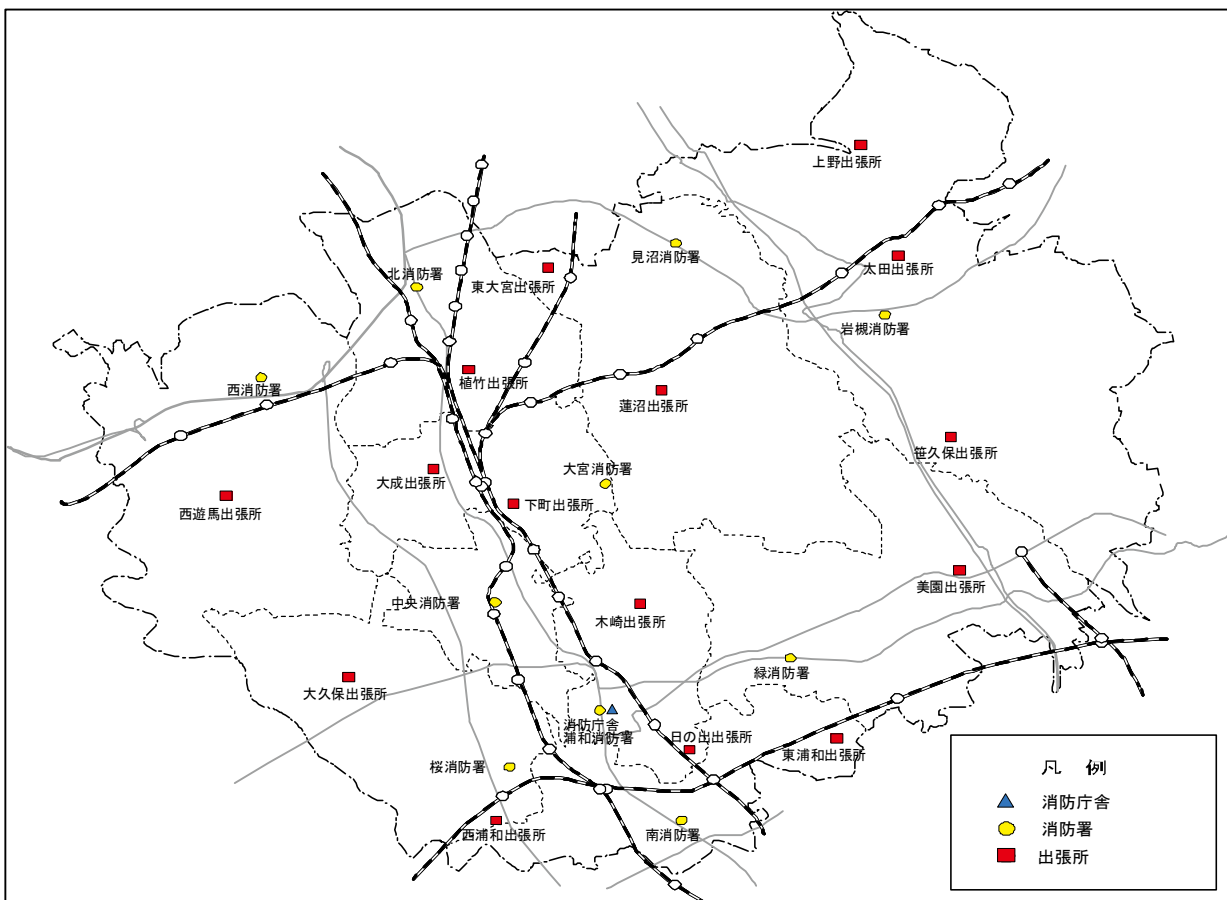 上野出張所
見沼消防署
太田出張所
北消防署
東大宮出張所
岩槻消防署
西消防署
植竹出張所
蓮沼出張所
笹久保出張所
大成出張所
大宮消防署
西遊馬出張所
下町出張所
美園出張所
中央消防署
木崎出張所
緑消防署
大久保出張所
消防庁舎
浦和消防署
日の出出張所
東浦和出張所
桜消防署
西浦和出張所
南消防署
凡 例
消防庁舎
消防署
出張所